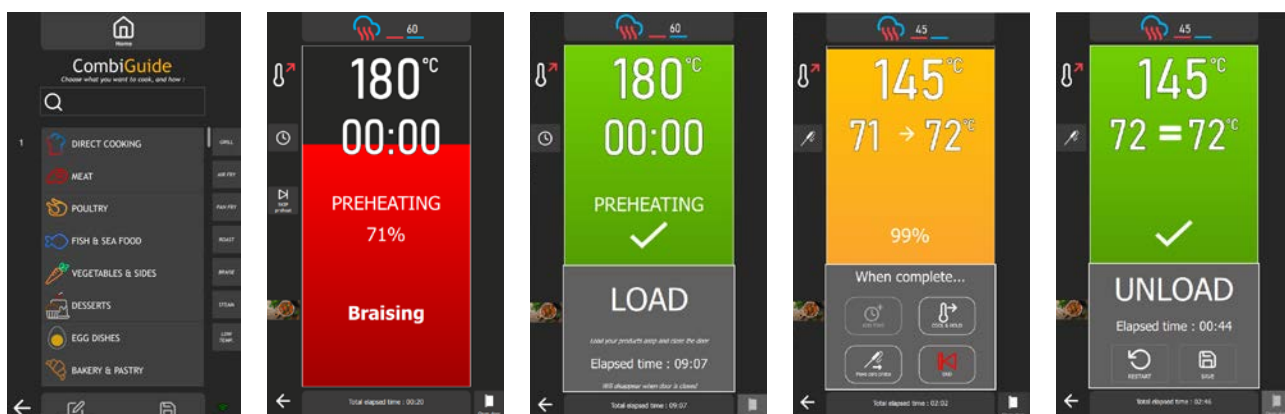 Home
CombiGuide
Choose what you want to cook, and how :
1
DIRECT COOKING
GRILL
MEAT
AIR FRY
POULTRY
PAN FRY
FISH & SEA FOOD
ROAST
VEGETABLES & SIDES
BRAISE
DESSERTS
STEAM
EGG DISHES
LOW
TEMP.
BAKERY & PASTRY
60
180°C
00:00
PREHEATING
71%
SKIP
preheat
Braising
Total elapsed time : 00:20
60
180°C
00:00
PREHEATING
LOAD
Load your products asap and close the door
Elapsed time : 09:07
Will disappear when door is closed
Total elapsed time : 09:07
45
145°C
71 → 72°C
99%
When complete...
ADD TIME
COOL & HOLD
Total elapsed time : 02:02
45
145°C
72 = 72°C
UNLOAD
Elapsed time : 00:44
RESTART
SAVE
Total elapsed time : 02:46